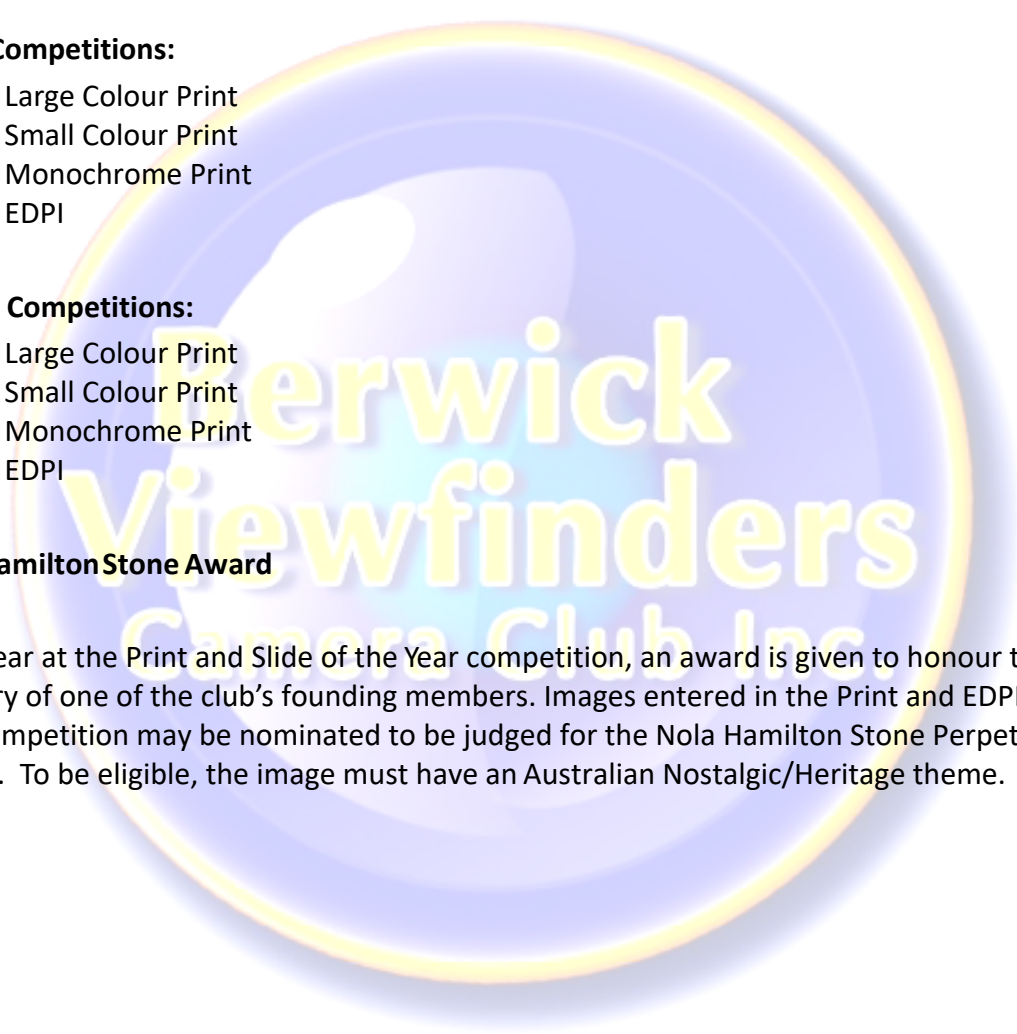 Competitions:
Large Colour Print
Small Colour Print
Monochrome Print
EDPI
Competitions:
Large Colour Print
Small Colour Print
Monochrome Print
EDPI
Berwick
Viewfinders
Camera Club Inc.
amilton Stone Award
ear at the Print and Slide of the Year competition, an award is given to honour t
ry of one of the club’s founding members. Images entered in the Print and EDPI
mpetition may be nominated to be judged for the Nola Hamilton Stone Perpet
. To be eligible, the image must have an Australian Nostalgic/Heritage theme.